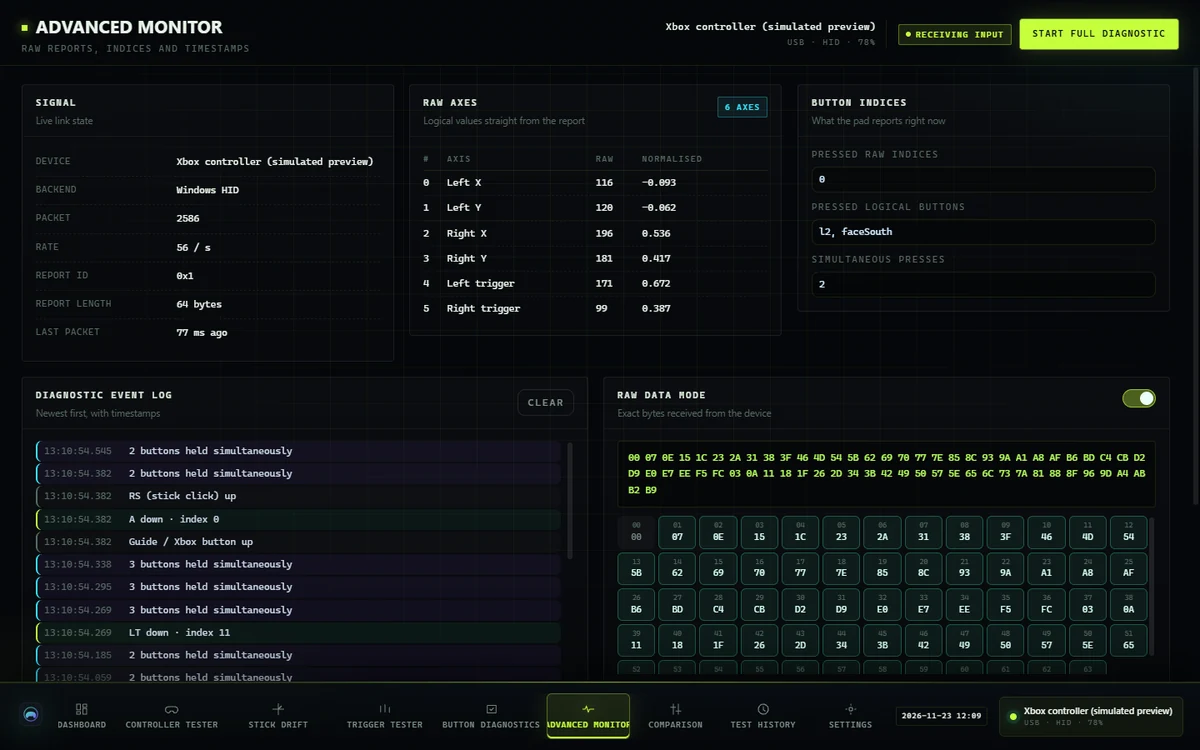 ADVANCED MONITOR
RAW REPORTS, INDICES AND TIMESTAMPS
Xbox controller (simulated preview)
USB · HID · 78%
RECEIVING INPUT
START FULL DIAGNOSTIC
SIGNAL
Live link state
DEVICE Xbox controller (simulated preview)
BACKEND Windows HID
PACKET 2586
RATE 56 / s
REPORT ID 0x1
REPORT LENGTH 64 bytes
LAST PACKET 77 ms ago
RAW AXES
Logical values straight from the report
6 AXES
# AXIS RAW NORMALISED
0 Left X 116 −0.093
1 Left Y 120 −0.062
2 Right X 196 0.536
3 Right Y 181 0.417
4 Left trigger 171 0.672
5 Right trigger 99 0.387
BUTTON INDICES
What the pad reports right now
PRESSED RAW INDICES
0
PRESSED LOGICAL BUTTONS
l2, faceSouth
SIMULTANEOUS PRESSES
2
DIAGNOSTIC EVENT LOG
Newest first, with timestamps
CLEAR
13:10:54.545 2 buttons held simultaneously
13:10:54.382 2 buttons held simultaneously
13:10:54.382 RS (stick click) up
13:10:54.382 A down · index 0
13:10:54.382 Guide / Xbox button up
13:10:54.338 3 buttons held simultaneously
13:10:54.295 3 buttons held simultaneously
13:10:54.269 3 buttons held simultaneously
13:10:54.269 LT down · index 11
13:10:54.185 2 buttons held simultaneously
13:10:54.059 2 buttons held simultaneously
RAW DATA MODE
Exact bytes received from the device
00 07 0E 15 1C 23 2A 31 38 3F 46 4D 54 5B 62 69 70 77 7E 85 8C 93 9A A1 A8 AF B6 BD C4 CB D2
D9 E0 E7 EE F5 FC 03 0A 11 18 1F 26 2D 34 3B 42 49 50 57 5E 65 6C 73 7A 81 88 8F 96 9D A4 AB
B2 B9
00 01 02 03 04 05 06 07 08 09 10 11 12
00 07 0E 15 1C 23 2A 31 38 3F 46 4D 54
13 14 15 16 17 18 19 20 21 22 23 24 25
5B 62 69 70 77 7E 85 8C 93 9A A1 A8 AF
26 27 28 29 30 31 32 33 34 35 36 37 38
B6 BD C4 CB D2 D9 E0 E7 EE F5 FC 03 0A
39 40 41 42 43 44 45 46 47 48 49 50 51
11 18 1F 26 2D 34 3B 42 49 50 57 5E 65
52 53 54 55 56 57 58 59 60 61 62 63
DASHBOARD
CONTROLLER TESTER
STICK DRIFT
TRIGGER TESTER
BUTTON DIAGNOSTICS
ADVANCED MONITOR
COMPARISON
TEST HISTORY
SETTINGS
2026-11-23 12:09
Xbox controller (simulated preview)
USB · HID · 78%